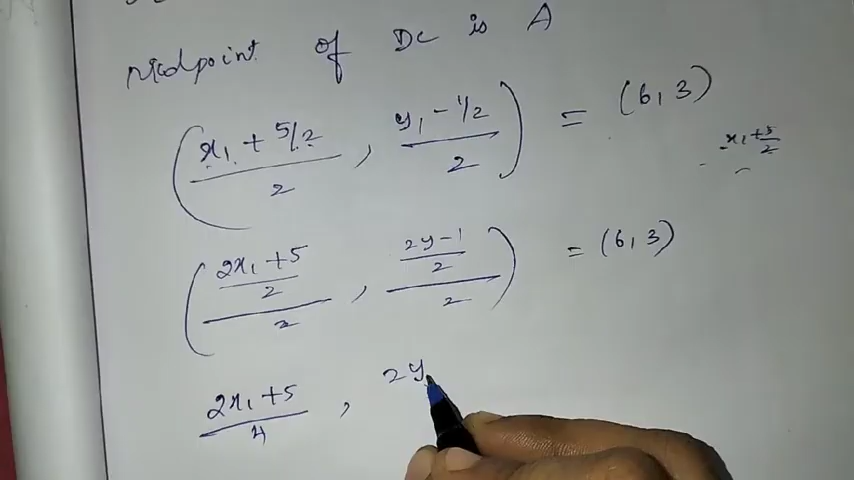 Midpoint of DC is A
( (x₁ + 5/2)/2 , (y₁ - 1/2)/2 ) = (6, 3)
x₁ + 5/2
( ((2x₁ + 5)/2)/2 , ((2y - 1)/2)/2 ) = (6, 3)
(2x₁ + 5)/4 , 2y